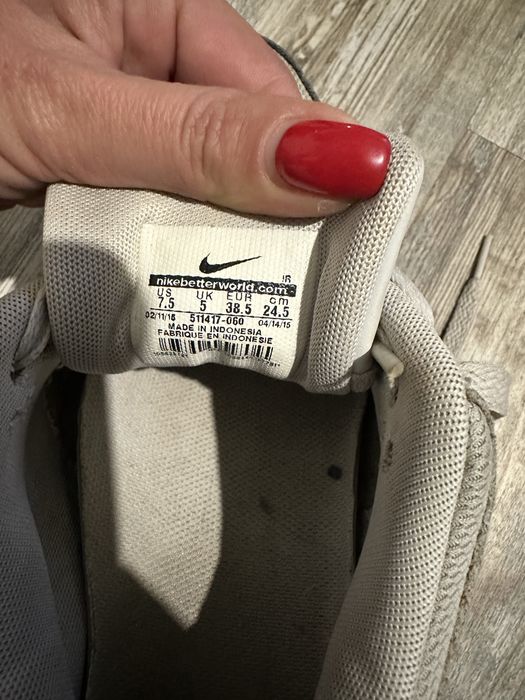 nikebetterworld.com
US UK EUR cm
7.5 5 38.5 24.5
02/11/15 511417-060 04/14/15
MADE IN INDONESIA
FABRIQUE EN INDONESIE